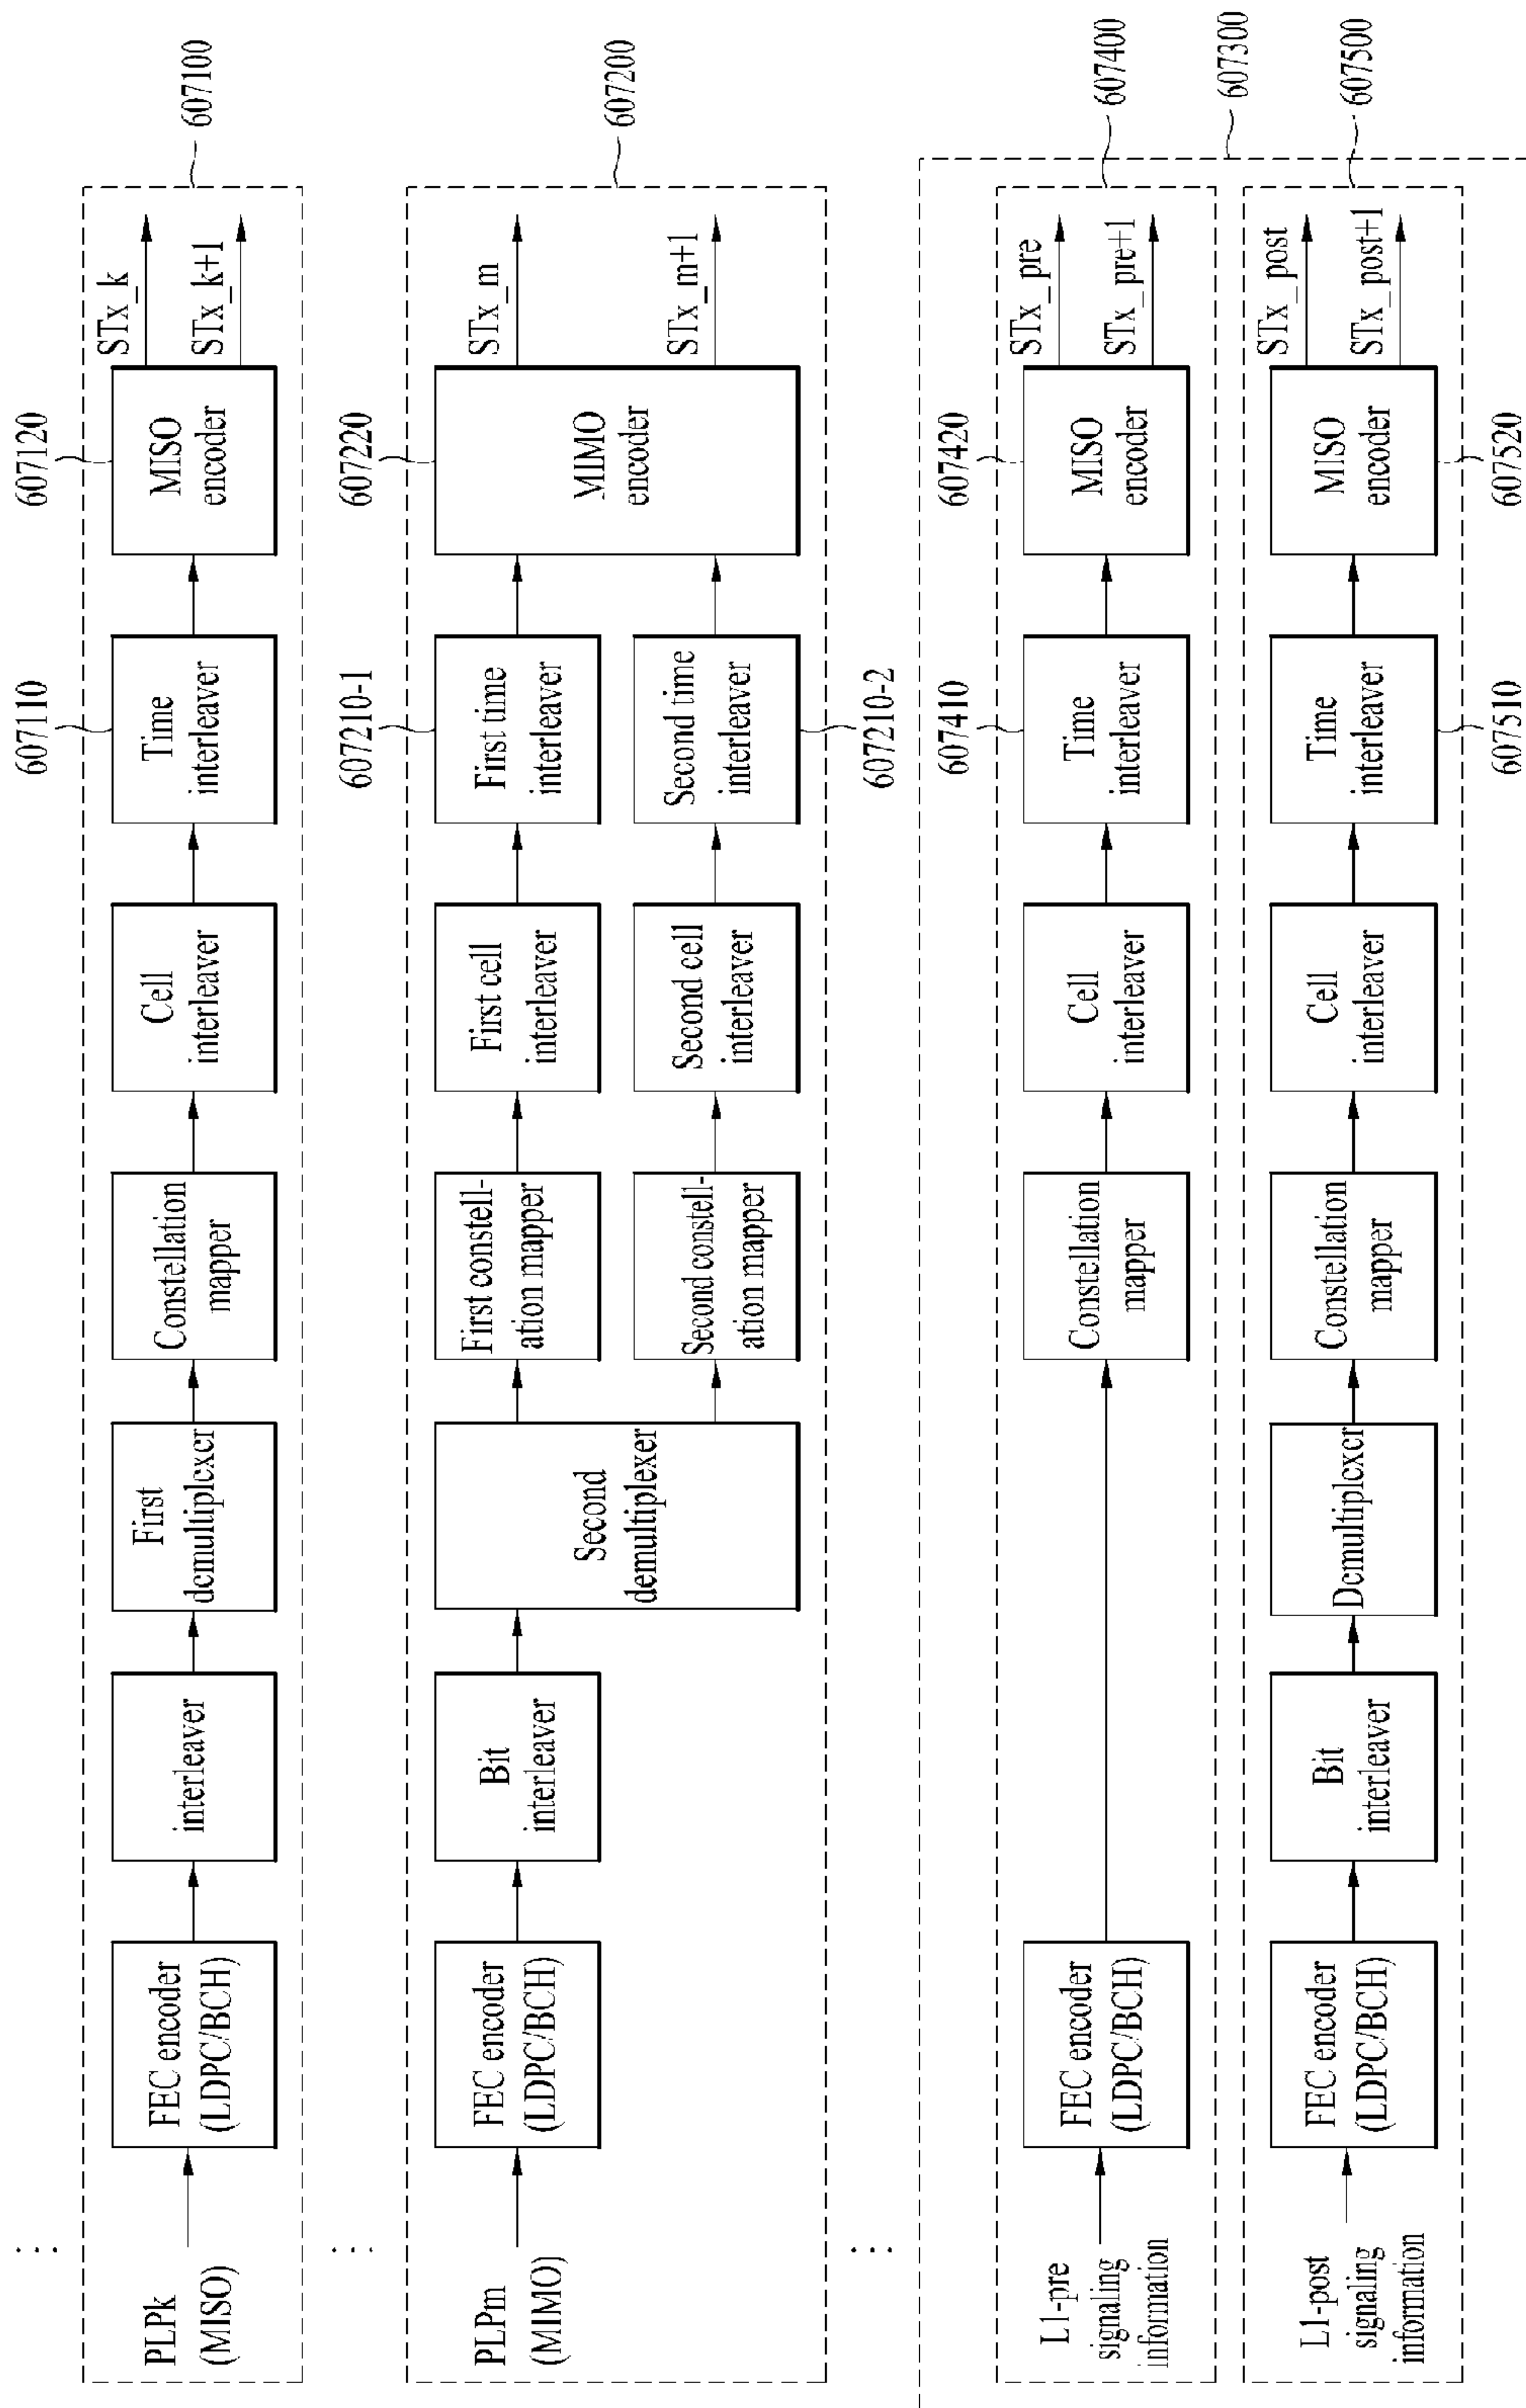 ⋮
PLPk
(MISO)
FEC encoder
(LDPC/BCH)
interleaver
First
demultiplexer
Constellation
mapper
Cell
interleaver
Time
interleaver
607110
MISO
encoder
607120
STx_k
STx_k+1
607100
⋮
PLPm
(MIMO)
FEC encoder
(LDPC/BCH)
Bit
interleaver
Second
demultiplexer
First constell-
ation mapper
First cell
interleaver
First time
interleaver
607210-1
Second constell-
ation mapper
Second cell
interleaver
Second time
interleaver
607210-2
MIMO
encoder
607220
STx_m
STx_m+1
607200
⋮
L1-pre
signaling
information
FEC encoder
(LDPC/BCH)
Constellation
mapper
Cell
interleaver
Time
interleaver
607410
MISO
encoder
607420
STx_pre
STx_pre+1
607400
607300
L1-post
signaling
information
FEC encoder
(LDPC/BCH)
Bit
interleaver
Demultiplexer
Constellation
mapper
Cell
interleaver
Time
interleaver
607510
MISO
encoder
607520
STx_post
STx_post+1
607500